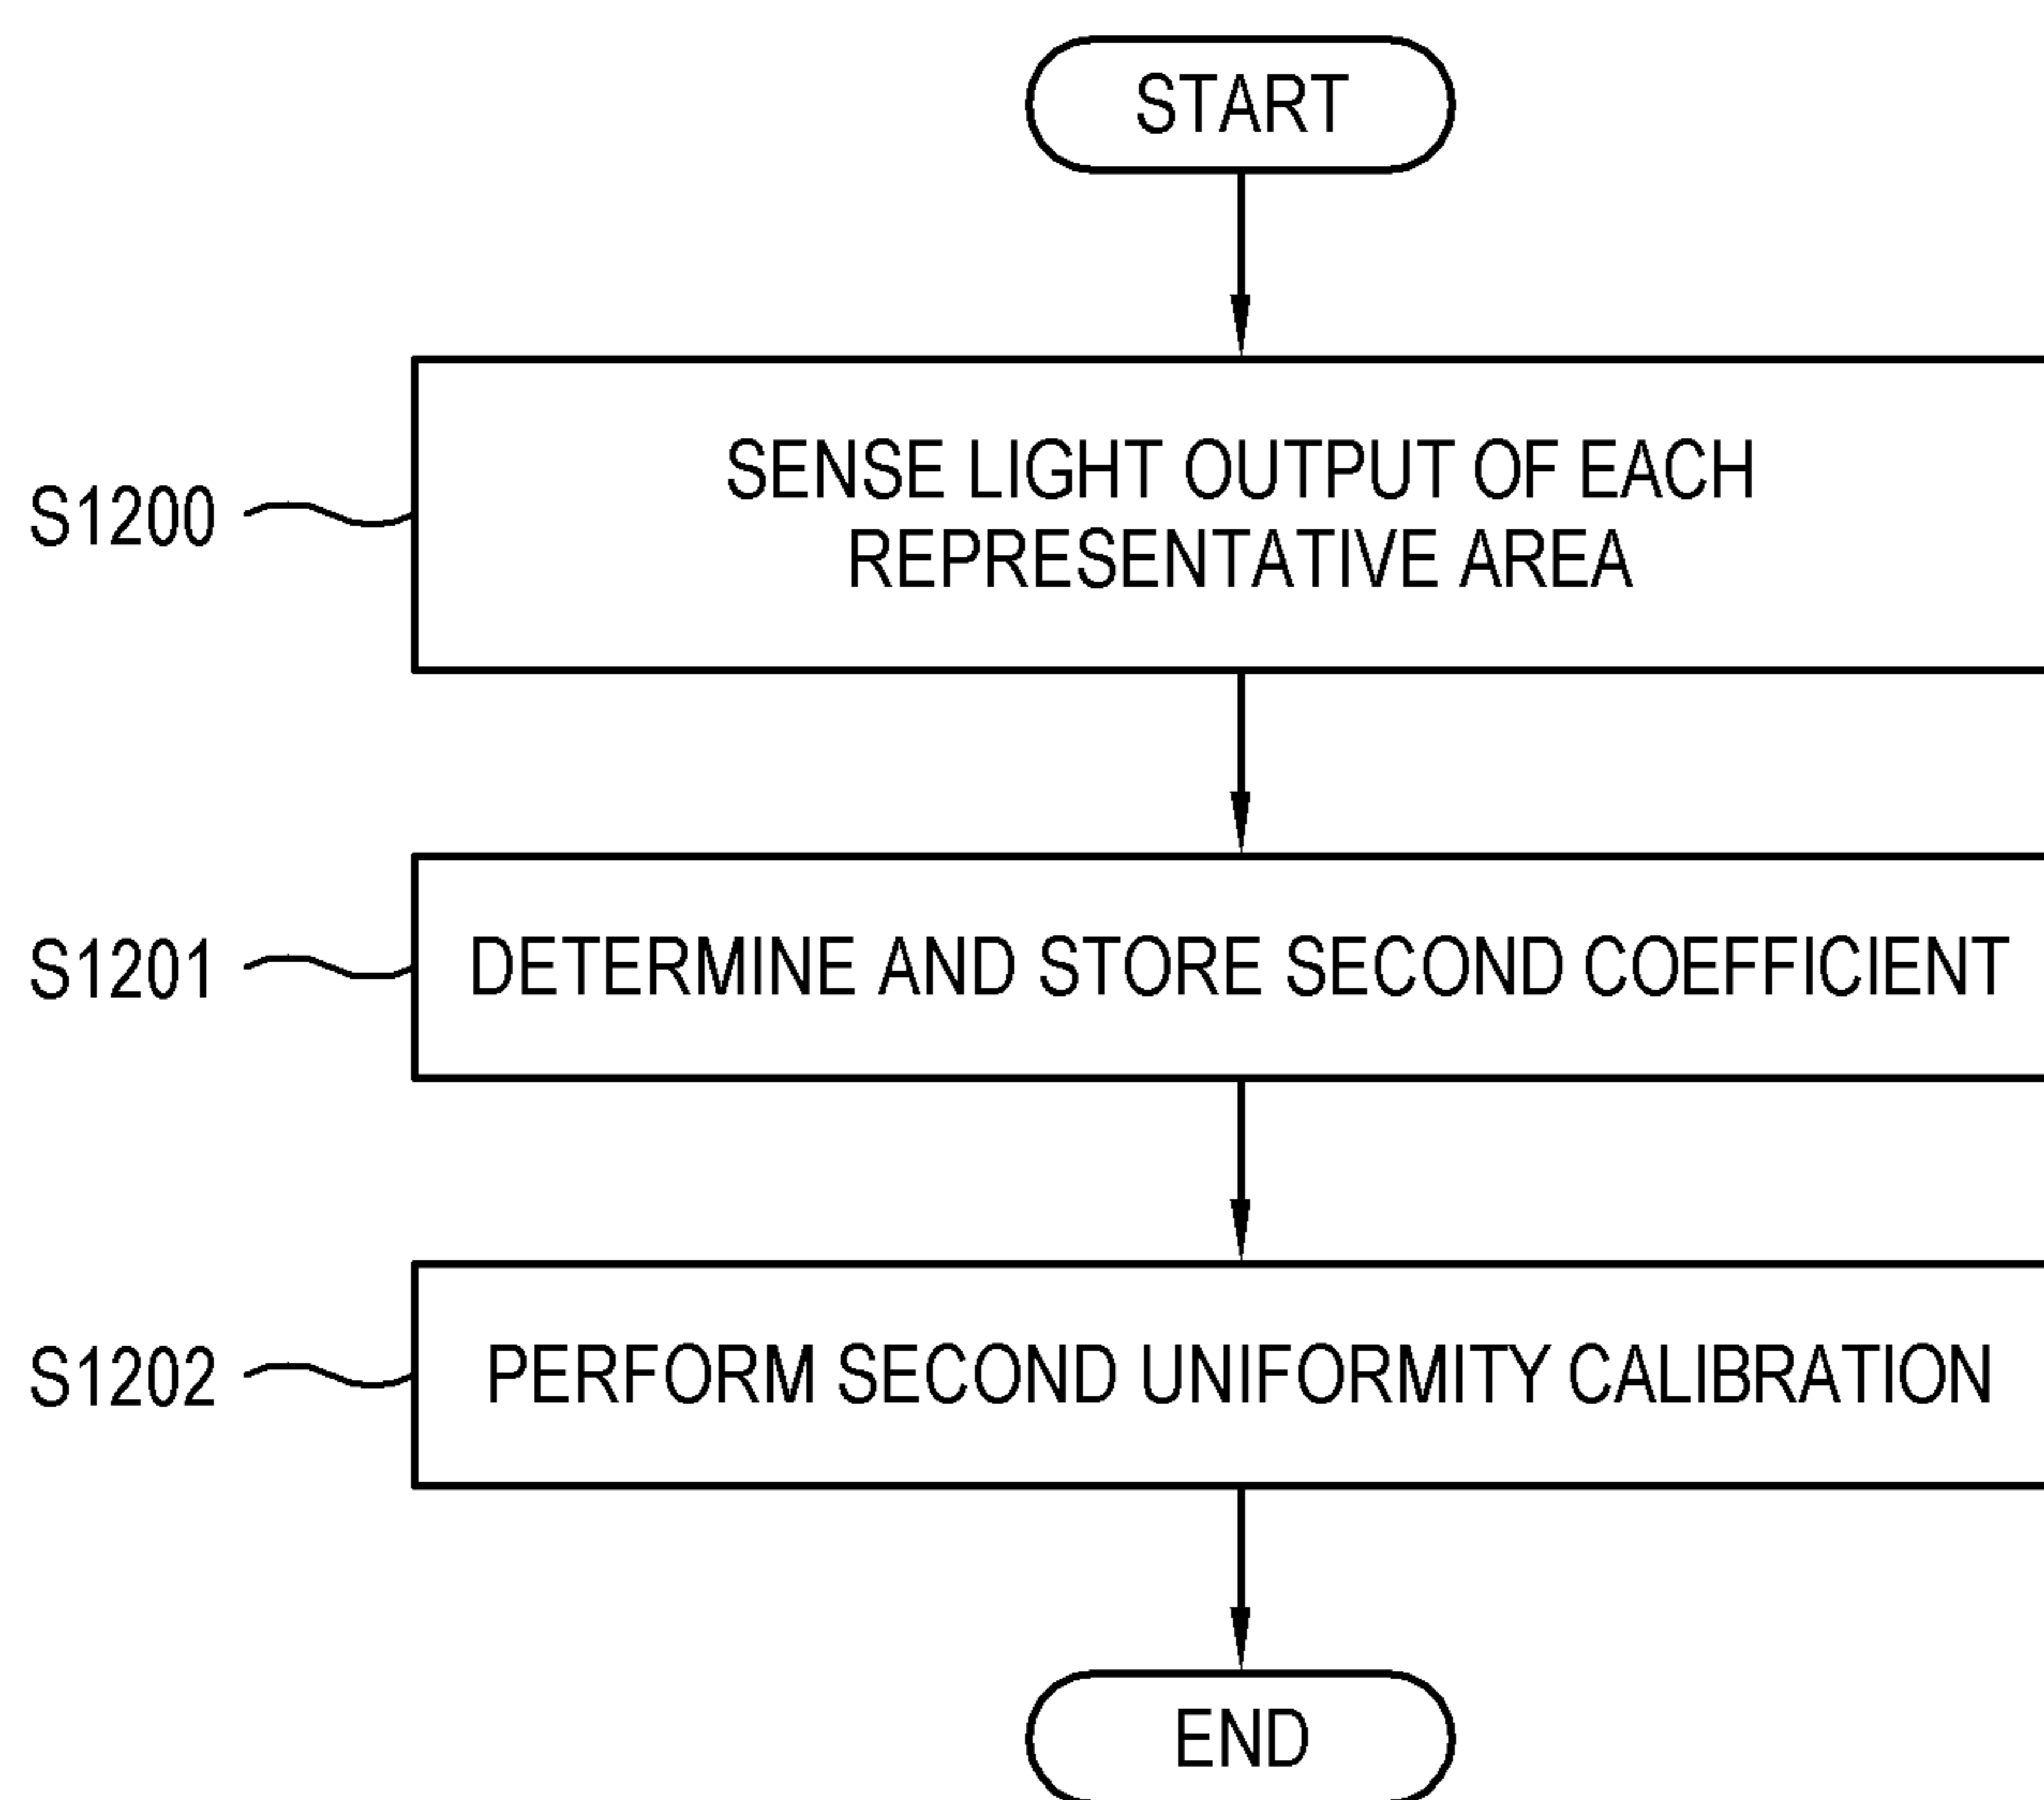 START
S1200
SENSE LIGHT OUTPUT OF EACH
REPRESENTATIVE AREA
S1201
DETERMINE AND STORE SECOND COEFFICIENT
S1202
PERFORM SECOND UNIFORMITY CALIBRATION
END